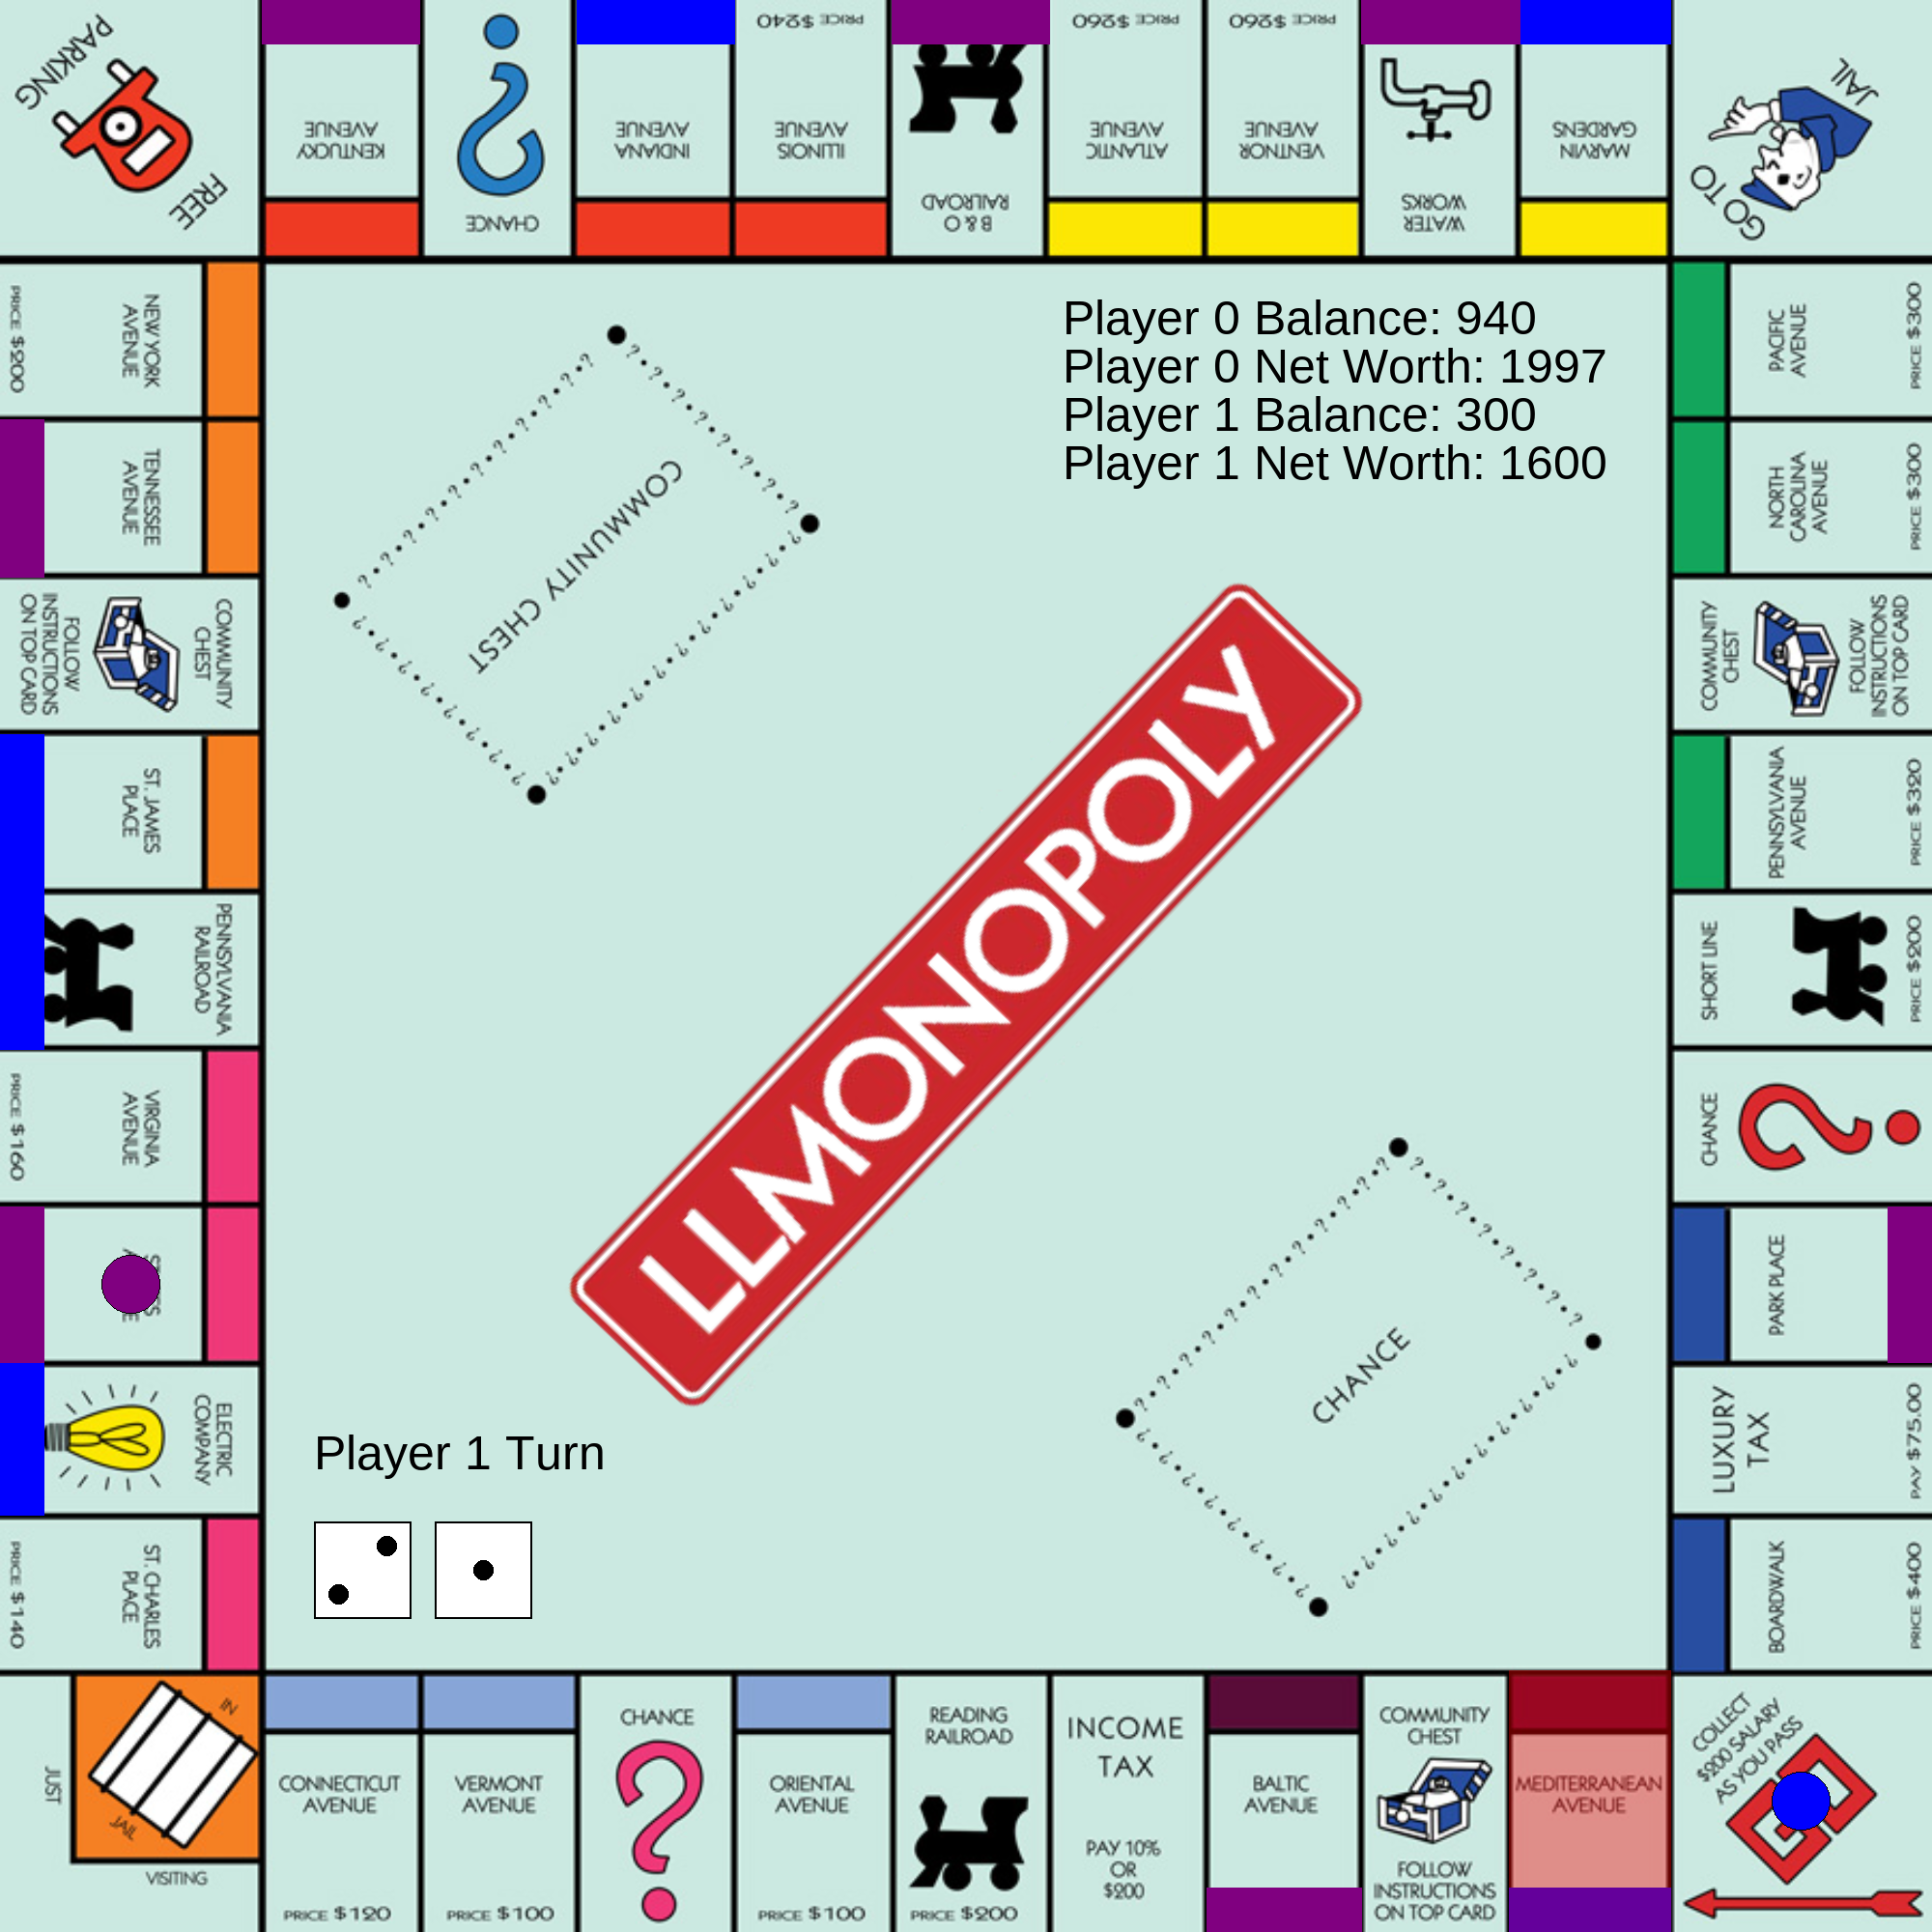 FREE
PARKING
KENTUCKY
AVENUE
CHANCE
INDIANA
AVENUE
ILLINOIS
AVENUE
PRICE $240
B & O
RAILROAD
ATLANTIC
AVENUE
PRICE $260
VENTNOR
AVENUE
PRICE $260
WATER
WORKS
MARVIN
GARDENS
GO TO
JAIL
NEW YORK
AVENUE
PRICE $200
TENNESSEE
AVENUE
COMMUNITY
CHEST
FOLLOW
INSTRUCTIONS
ON TOP CARD
ST. JAMES
PLACE
PENNSYLVANIA
RAILROAD
VIRGINIA
AVENUE
PRICE $160
ELECTRIC
COMPANY
ST. CHARLES
PLACE
PRICE $140
Player 0 Balance: 940
Player 0 Net Worth: 1997
Player 1 Balance: 300
Player 1 Net Worth: 1600
COMMUNITY CHEST
LLMONOPOLY
CHANCE
Player 1 Turn
PACIFIC
AVENUE
PRICE $300
NORTH
CAROLINA
AVENUE
PRICE $300
COMMUNITY
CHEST
FOLLOW
INSTRUCTIONS
ON TOP CARD
PENNSYLVANIA
AVENUE
PRICE $320
SHORT LINE
PRICE $200
CHANCE
PARK PLACE
LUXURY
TAX
PAY $75.00
BOARDWALK
PRICE $400
JUST
VISITING
IN
JAIL
CONNECTICUT
AVENUE
PRICE $120
VERMONT
AVENUE
PRICE $100
CHANCE
ORIENTAL
AVENUE
PRICE $100
READING
RAILROAD
PRICE $200
INCOME
TAX
PAY 10%
OR
$200
BALTIC
AVENUE
COMMUNITY
CHEST
FOLLOW
INSTRUCTIONS
ON TOP CARD
MEDITERRANEAN
AVENUE
COLLECT
$200 SALARY
AS YOU PASS